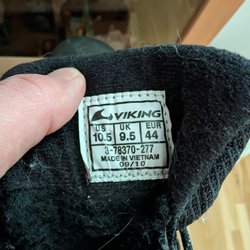 VIKING
US UK EUR
10.5 9.5 44
3-78370-277
MADE IN VIETNAM
09/10